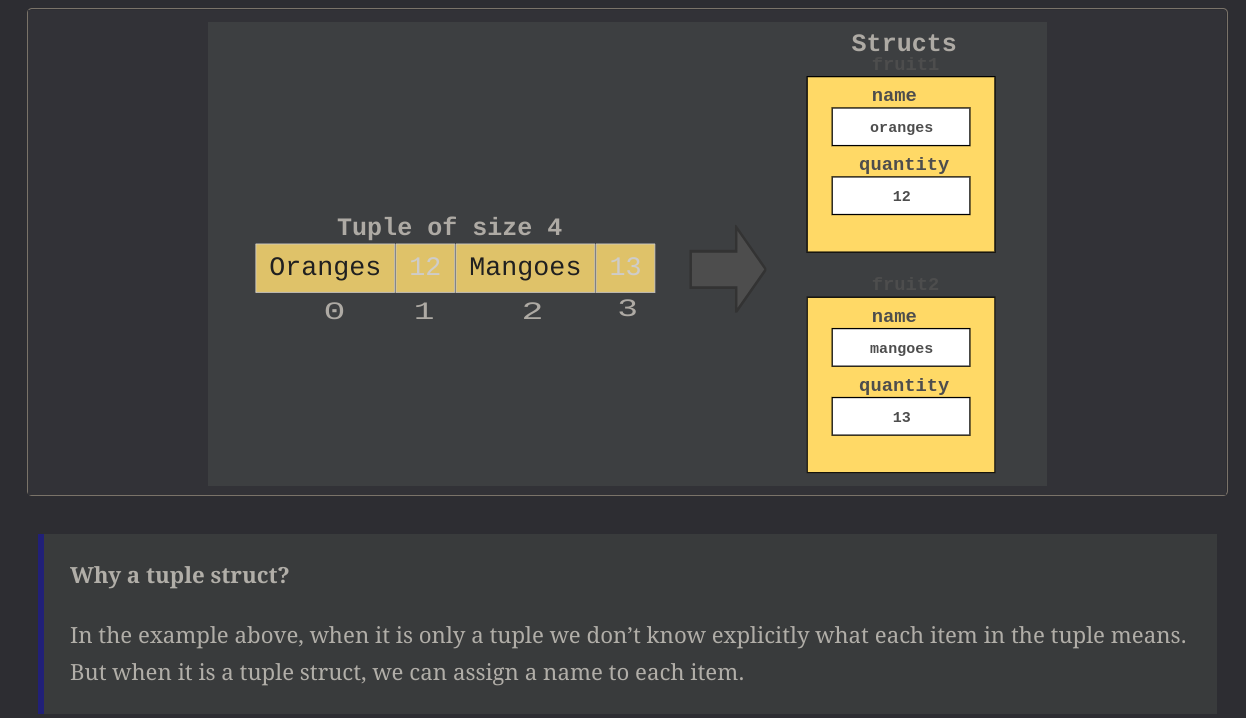 Structs
fruit1
name
oranges
quantity
12
Tuple of size 4
Oranges 12 Mangoes 13
0 1 2 3
fruit2
name
mangoes
quantity
13
Why a tuple struct?
In the example above, when it is only a tuple we don’t know explicitly what each item in the tuple means.
But when it is a tuple struct, we can assign a name to each item.